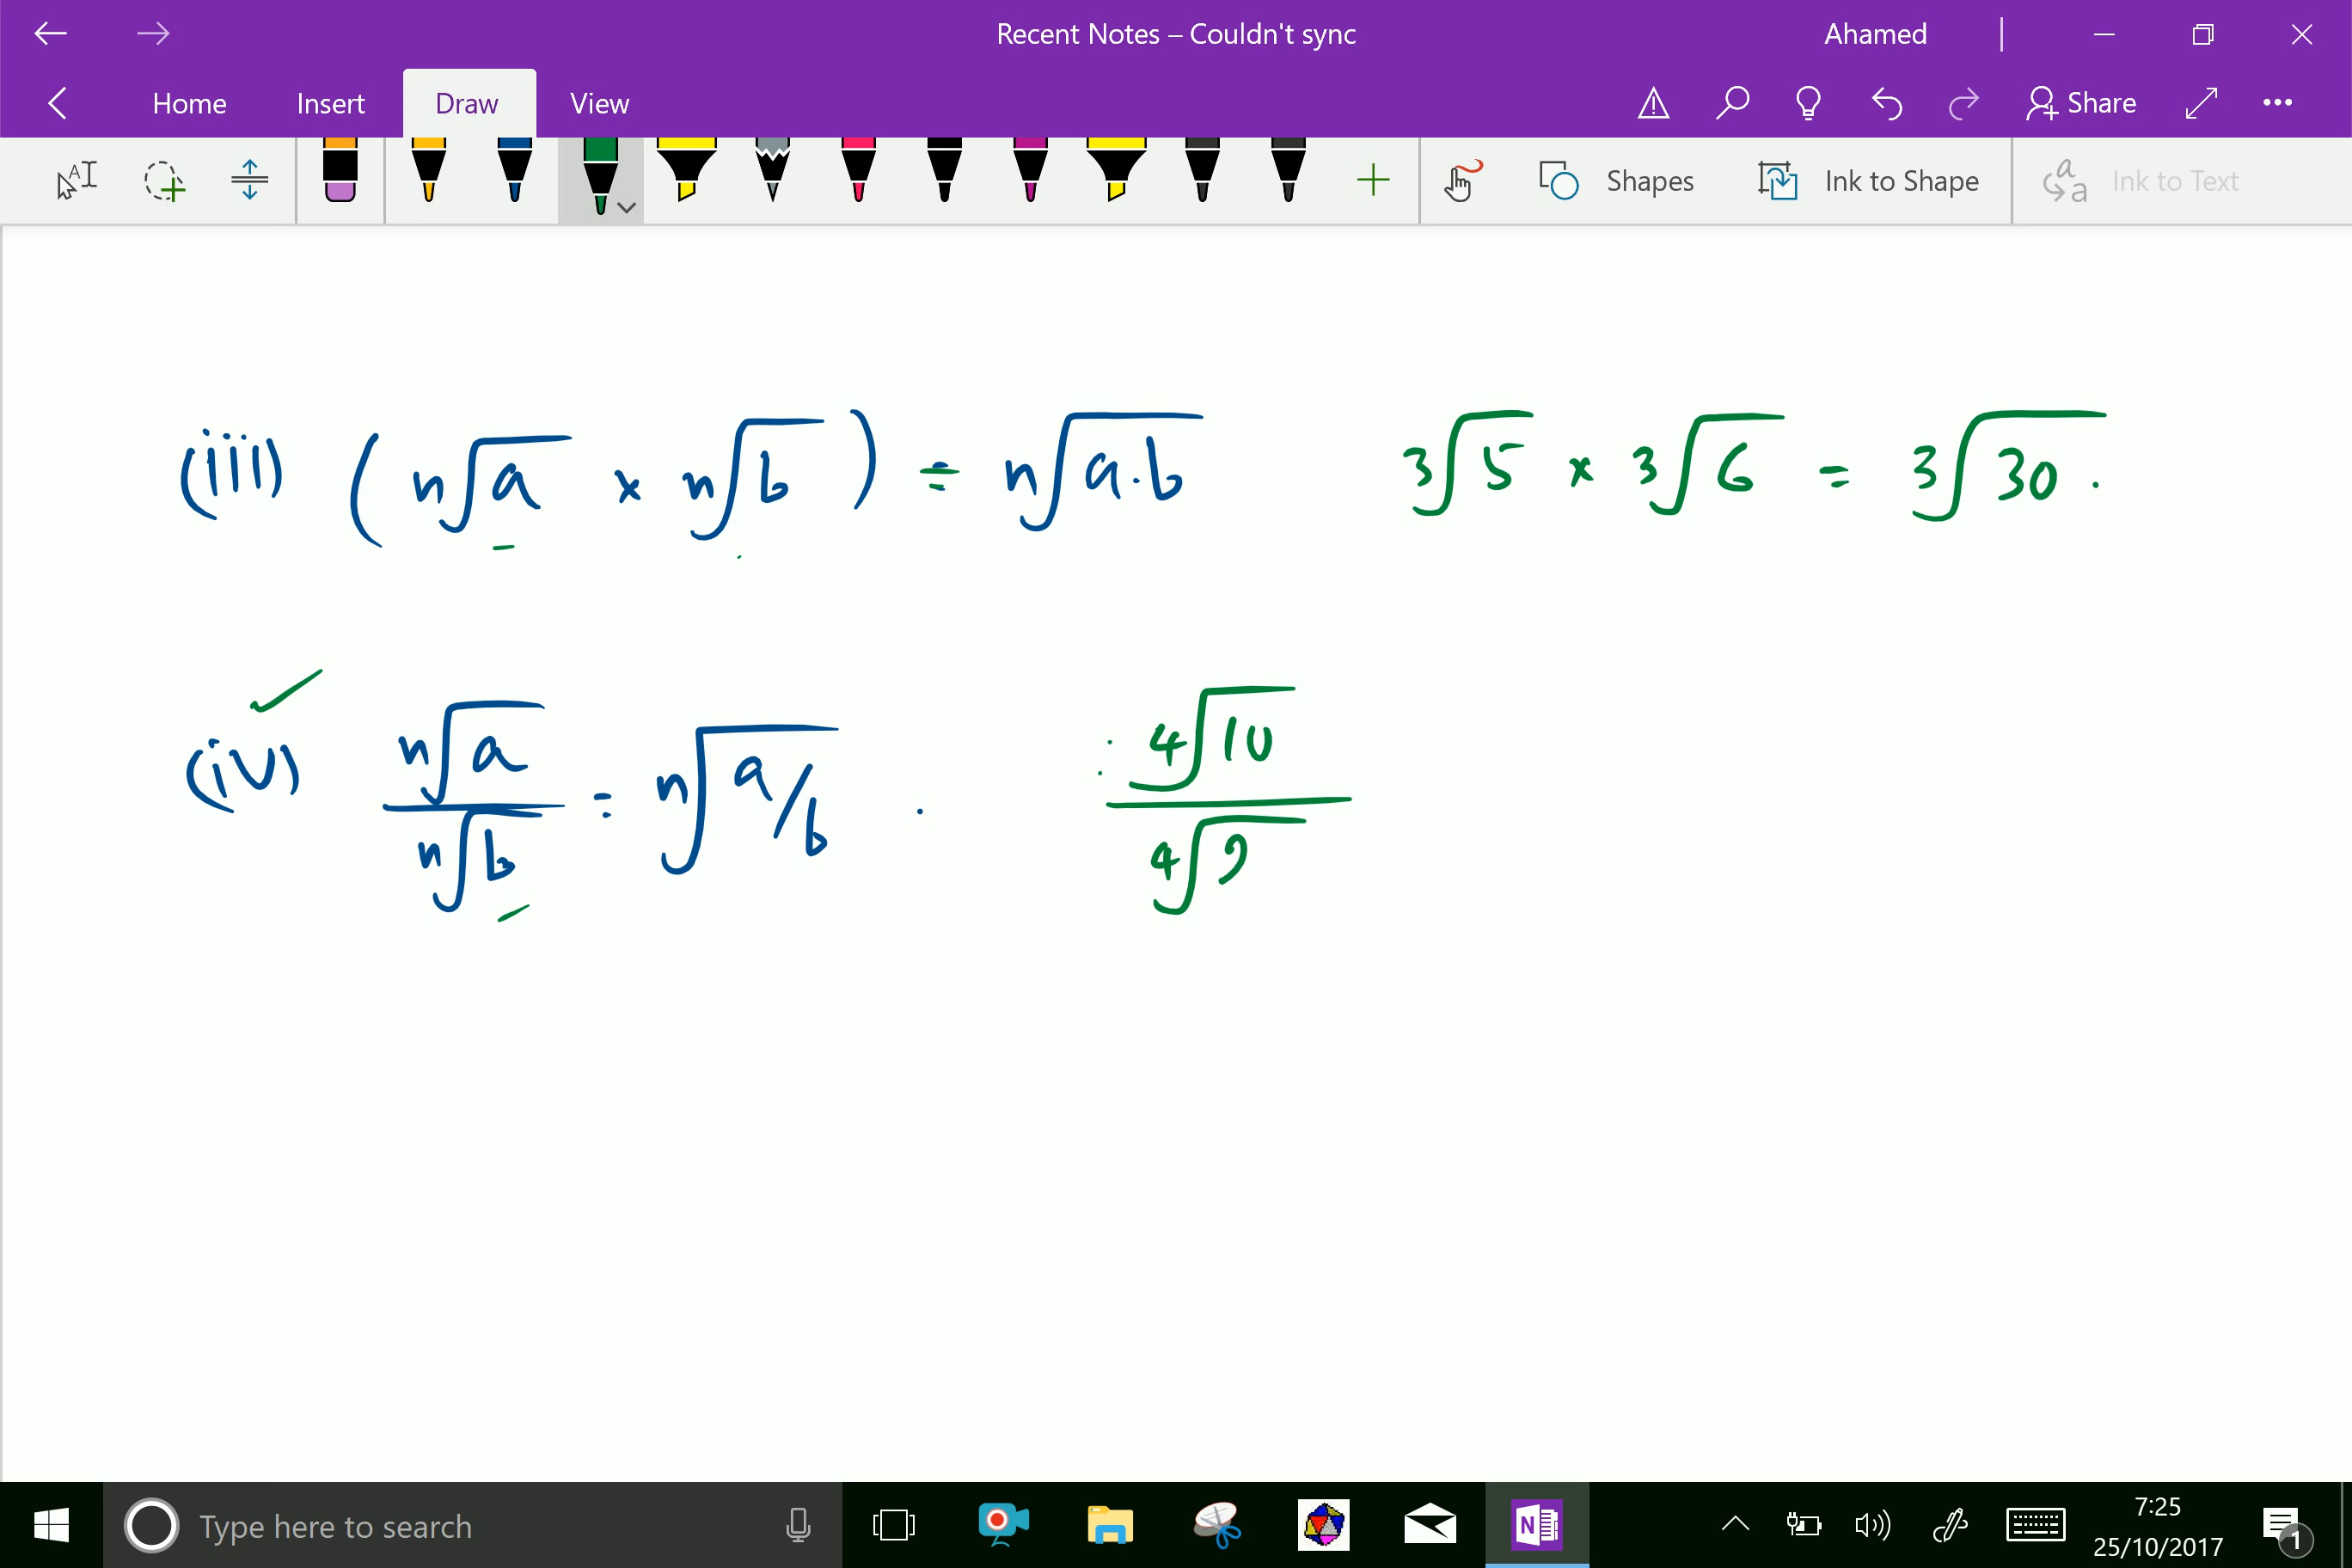 Recent Notes – Couldn't sync Ahamed
Home Insert Draw View Share
Shapes Ink to Shape Ink to Text
(iii) (n√a × n√b) = n√a.b 3√5 × 3√6 = 3√30 .
(iv) n√a / n√b = n√a/b . : 4√10 / 4√9
Type here to search
7:25
25/10/2017
1